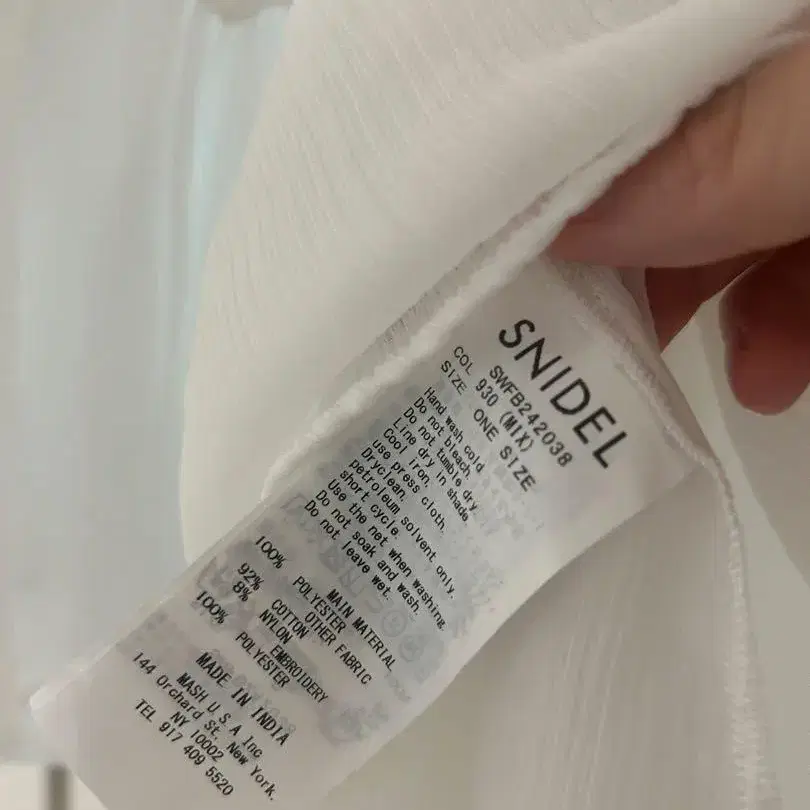 SNIDEL
SWFB242038
COL 930 (MIX)
SIZE ONE SIZE
Hand wash cold
Do not bleach
Do not tumble dry.
Line dry in shade
Cool iron.
use press cloth.
Dryclean.
petroleum solvent only.
short cycle.
Use the net when washing.
Do not soak and wash.
Do not leave wet.
MAIN MATERIAL
100% POLYESTER
OTHER FABRIC
92% COTTON
8% NYLON
EMBROIDERY
100% POLYESTER
MADE IN INDIA
MASH U.S.A Inc
144 Orchard St. New York.
NY 10002
TEL 917 409 5520